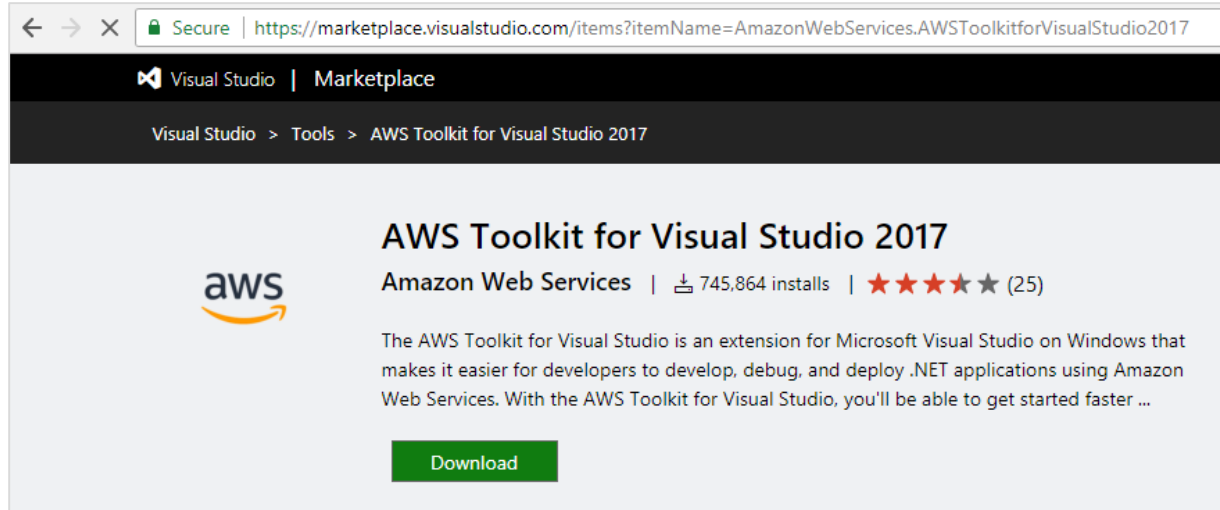 Secure | https://marketplace.visualstudio.com/items?itemName=AmazonWebServices.AWSToolkitforVisualStudio2017
Visual Studio | Marketplace
Visual Studio > Tools > AWS Toolkit for Visual Studio 2017
AWS Toolkit for Visual Studio 2017
aws
Amazon Web Services | 745,864 installs | (25)
The AWS Toolkit for Visual Studio is an extension for Microsoft Visual Studio on Windows that
makes it easier for developers to develop, debug, and deploy .NET applications using Amazon
Web Services. With the AWS Toolkit for Visual Studio, you'll be able to get started faster ...
Download